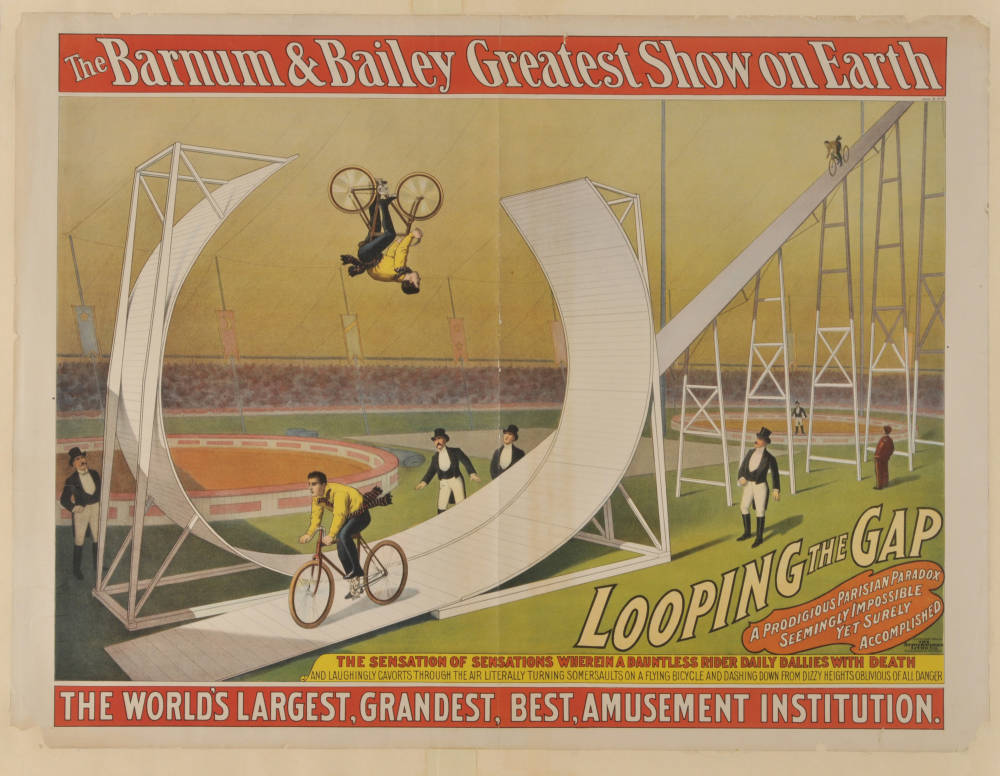 The Barnum & Bailey Greatest Show on Earth
LOOPING THE GAP
A PRODIGIOUS PARISIAN PARADOX
SEEMINGLY IMPOSSIBLE
YET SURELY
ACCOMPLISHED
THE SENSATION OF SENSATIONS WHEREIN A DAUNTLESS RIDER DAILY DALLIES WITH DEATH
AND LAUGHINGLY CAVORTS THROUGH THE AIR LITERALLY TURNING SOMERSAULTS ON A FLYING BICYCLE AND DASHING DOWN FROM DIZZY HEIGHTS OBLIVIOUS OF ALL DANGER
THE WORLD'S LARGEST, GRANDEST, BEST, AMUSEMENT INSTITUTION.